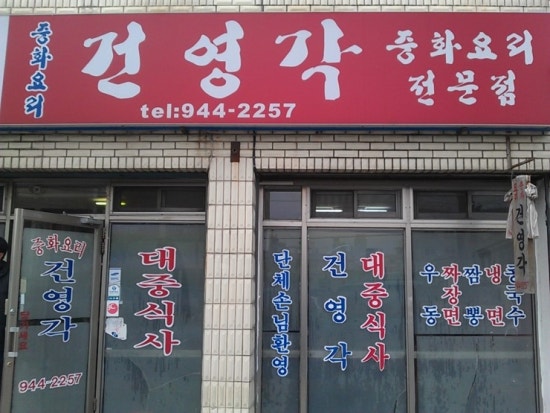 중화요리
건영각
중화요리
전문점
tel:944-2257
중화요리
건영각
944-2257
대중식사
단체손님환영
건영각
대중식사
우동
짜장면
짬뽕
냉면
콩국수
건영각